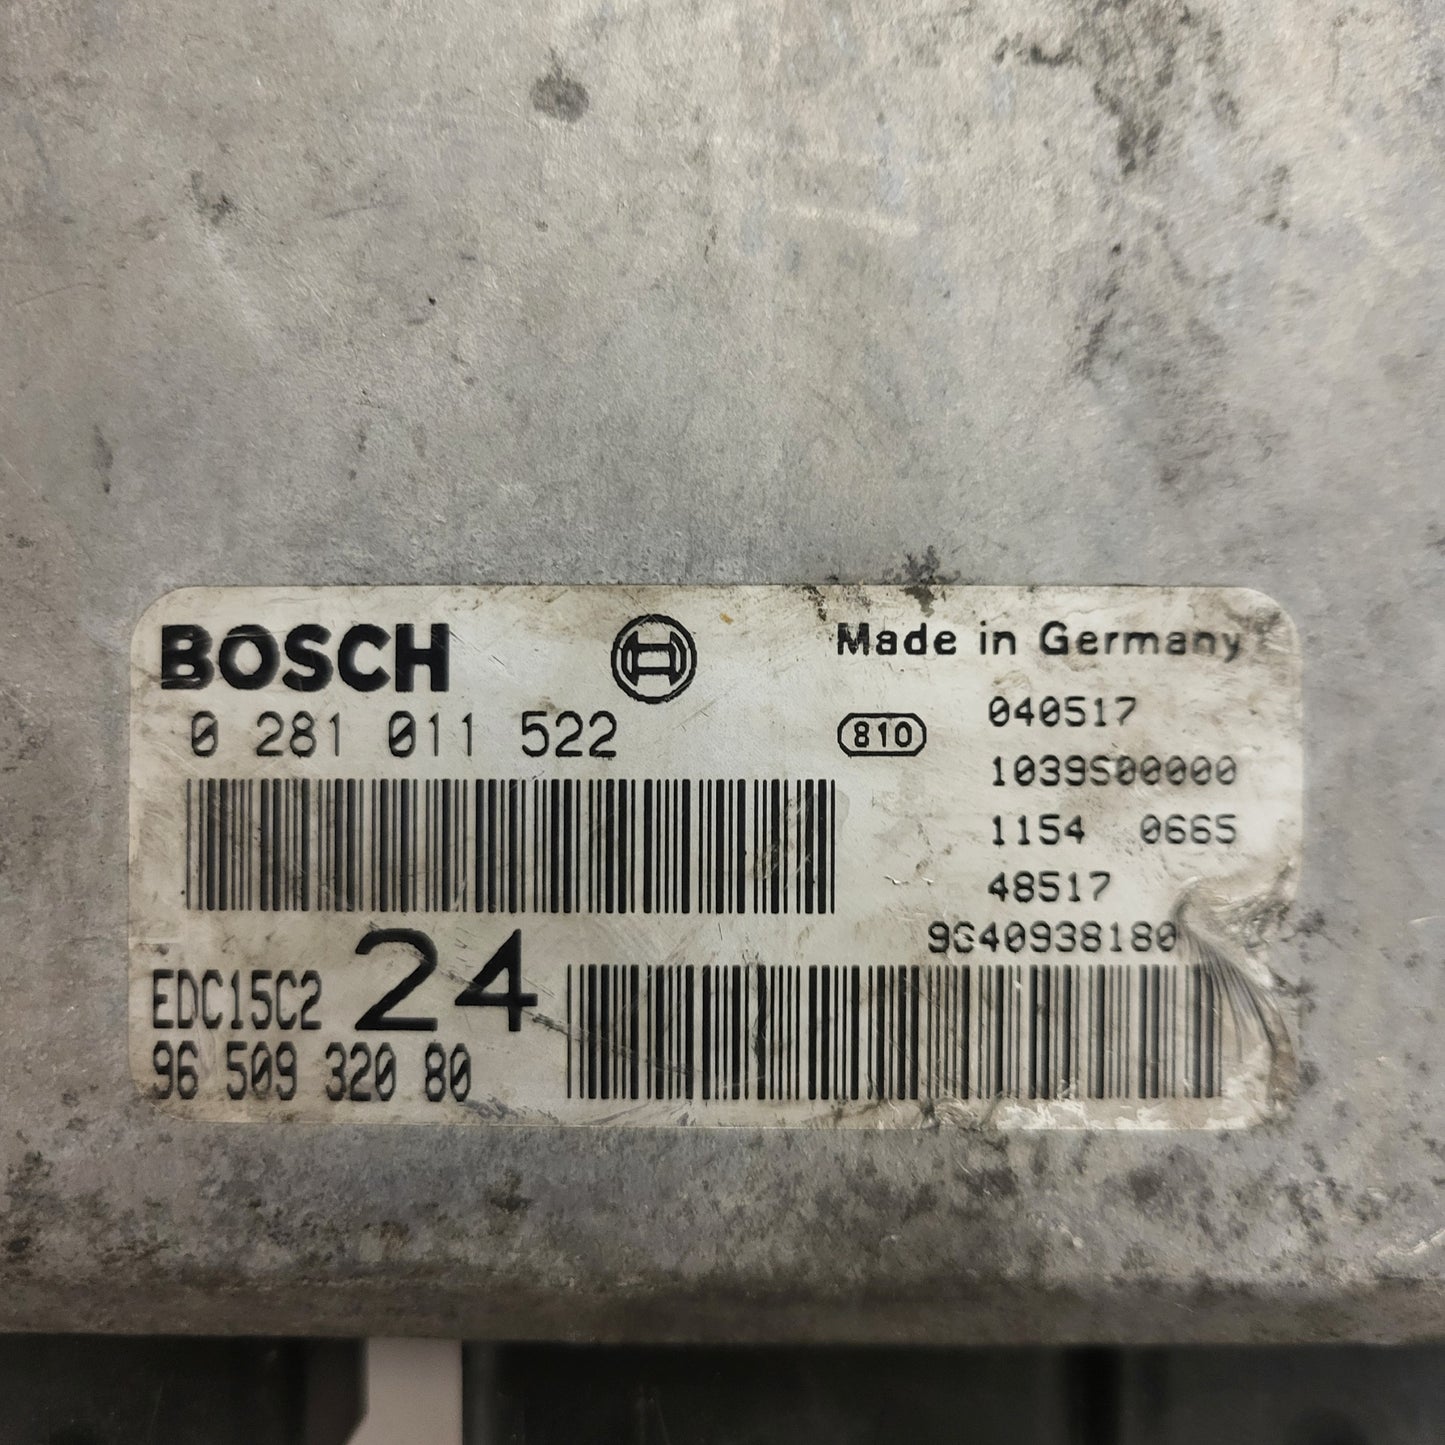 BOSCH
0 281 011 522
Made in Germany
810
040517
1039S00000
1154 0665
48517
9640938180
EDC15C2 24
96 509 320 80